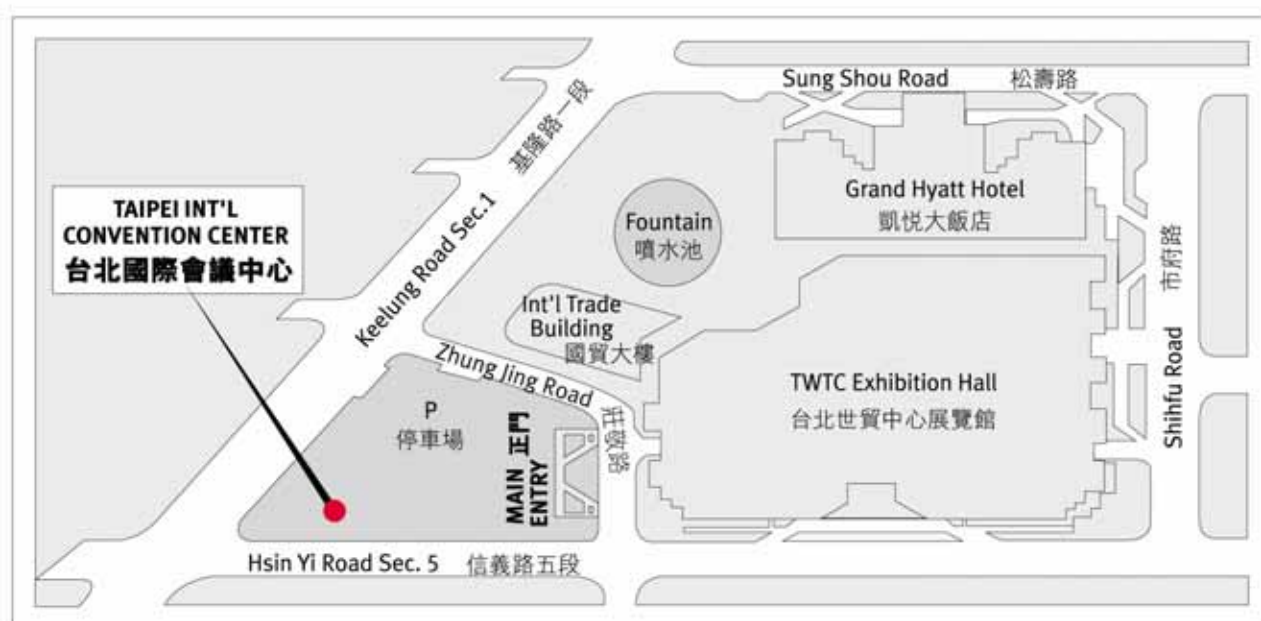 Sung Shou Road 松壽路
基隆路一段
Keelung Road Sec.1
TAIPEI INT'L
CONVENTION CENTER
台北國際會議中心
Grand Hyatt Hotel
凱悅大飯店
Fountain
噴水池
市府路
Shihfu Road
Int'l Trade
Building
國貿大樓
Zhung Jing Road
莊敬路
TWTC Exhibition Hall
台北世貿中心展覽館
P
停車場
MAIN 正門
ENTRY
Hsin Yi Road Sec. 5 信義路五段